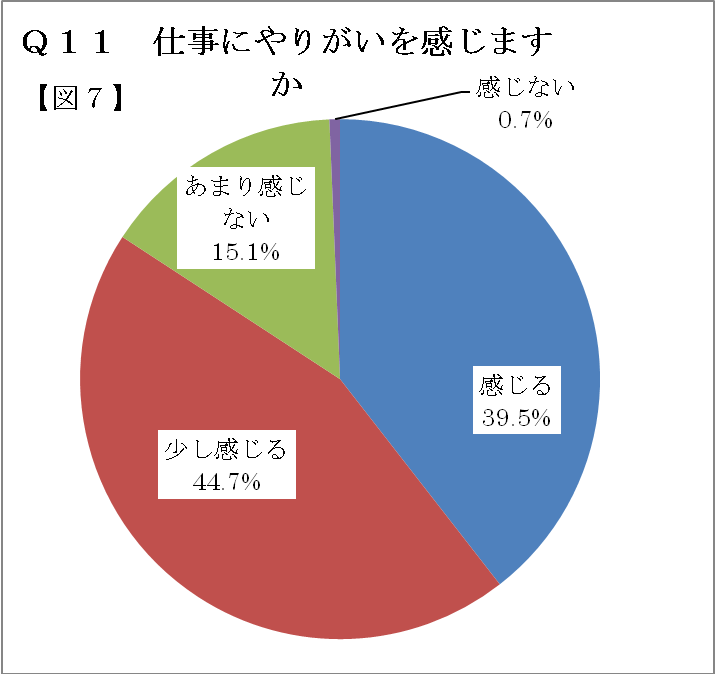 Ｑ１１　仕事にやりがいを感じます
か
【図７】
感じない
0.7%
あまり感じ
ない
15.1%
感じる
39.5%
少し感じる
44.7%